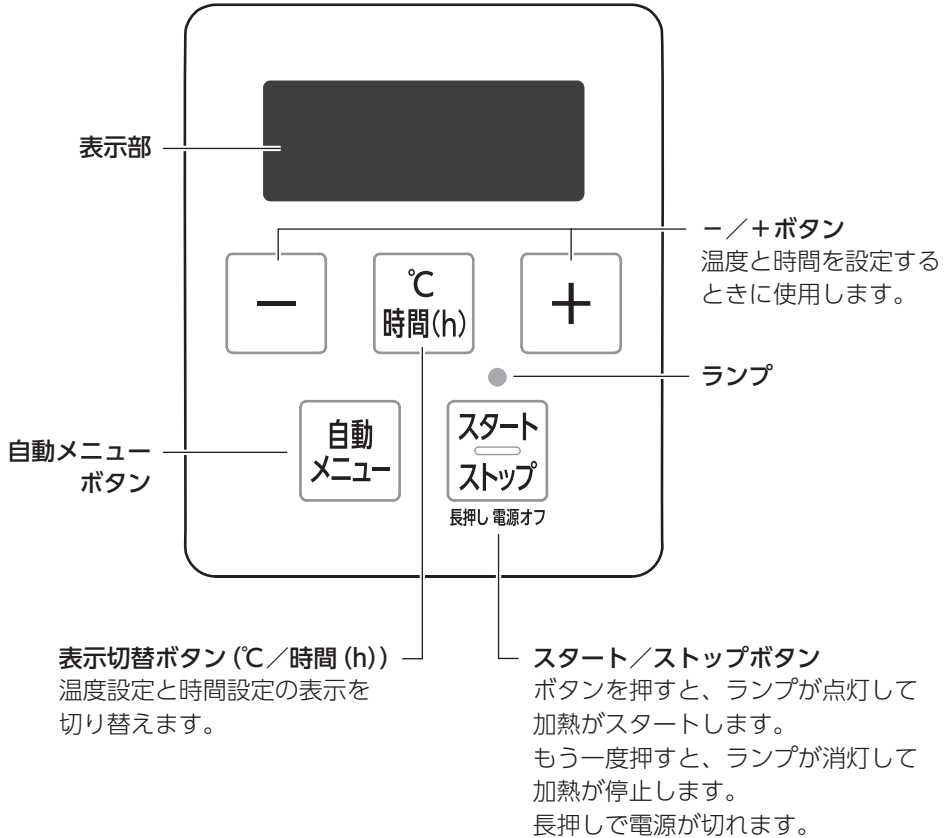 表示部
－／＋ボタン
温度と時間を設定する
ときに使用します。
－
℃
時間(h)
＋
ランプ
自動メニュー
ボタン
自動
メニュー
スタート
ストップ
長押し 電源オフ
表示切替ボタン (℃／時間 (h))
温度設定と時間設定の表示を
切り替えます。
スタート／ストップボタン
ボタンを押すと、ランプが点灯して
加熱がスタートします。
もう一度押すと、ランプが消灯して
加熱が停止します。
長押しで電源が切れます。